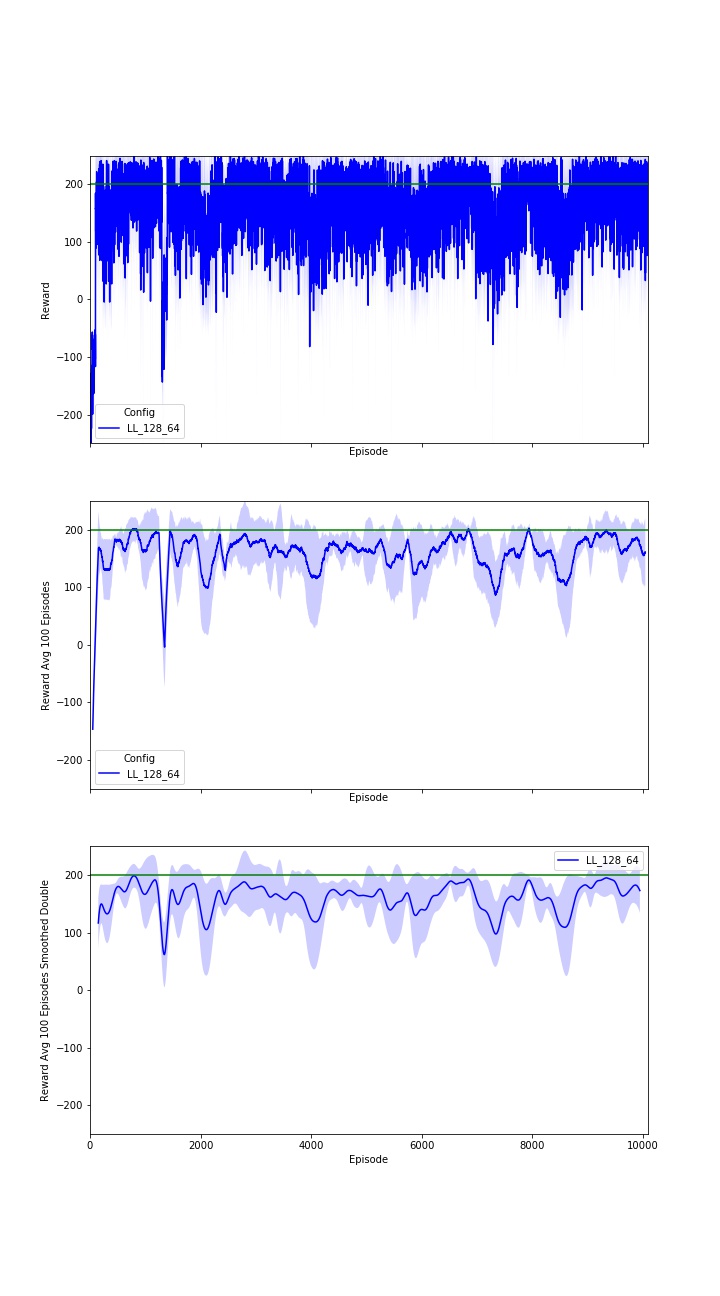 200
100
0
−100
−200
Reward
Config
LL_128_64
Episode
200
100
0
−100
−200
Reward Avg 100 Episodes
Config
LL_128_64
Episode
200
100
0
−100
−200
Reward Avg 100 Episodes Smoothed Double
LL_128_64
0 2000 4000 6000 8000 10000
Episode